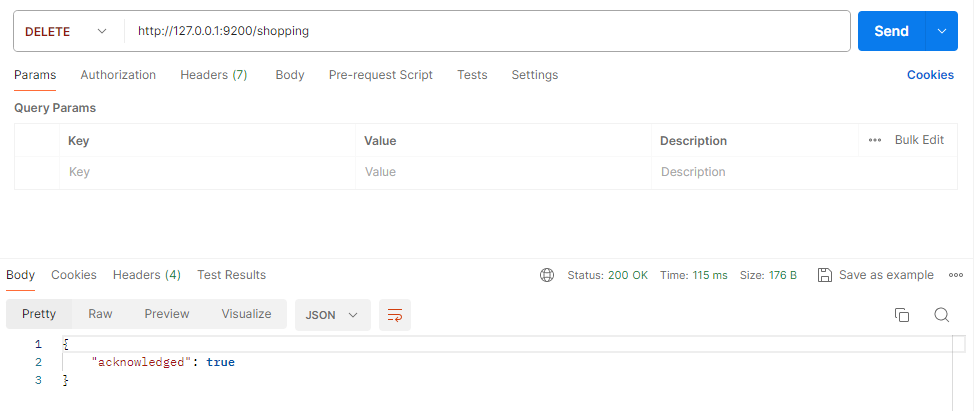 DELETE http://127.0.0.1:9200/shopping Send
Params Authorization Headers (7) Body Pre-request Script Tests Settings Cookies
Query Params
Key Value Description ••• Bulk Edit
Key Value Description
Body Cookies Headers (4) Test Results Status: 200 OK Time: 115 ms Size: 176 B Save as example •••
Pretty Raw Preview Visualize JSON
1 {
2 "acknowledged": true
3 }